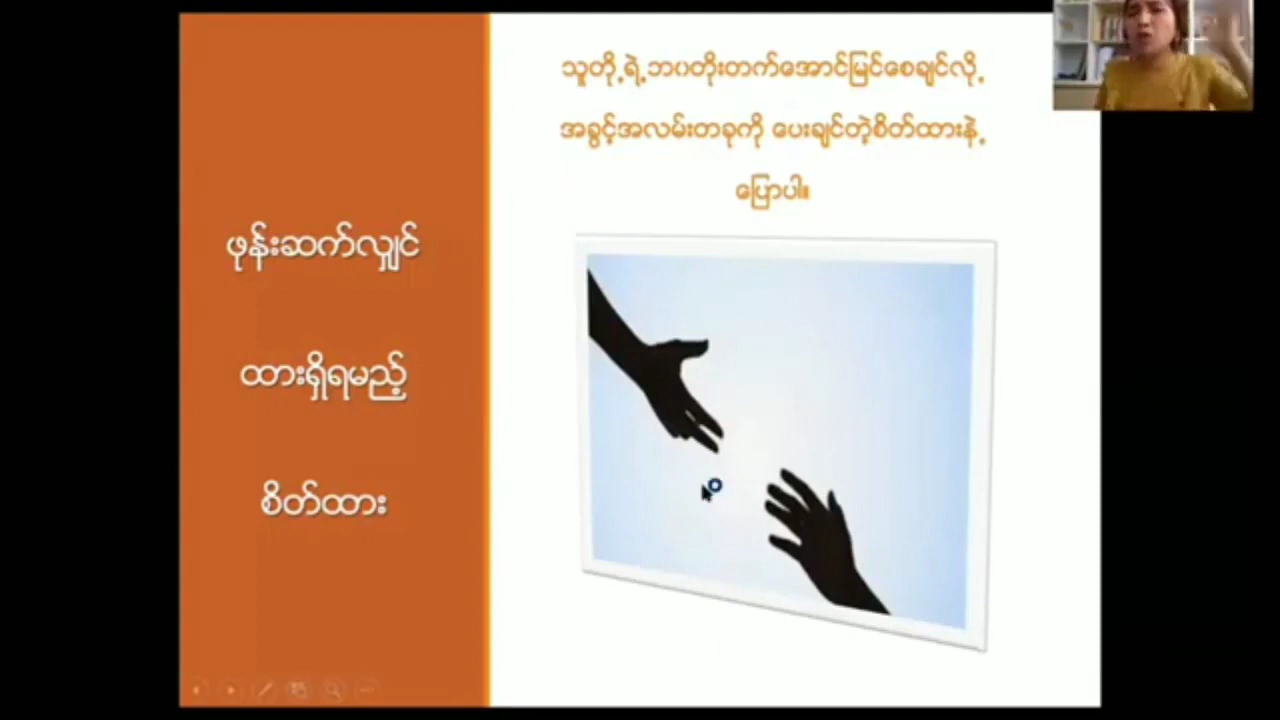 ဖုန်းဆက်လျှင်
ထားရှိရမည့်
စိတ်ထား
သူတို့ရဲ့ဘဝတိုးတက်အောင်မြင်စေချင်လို့
အခွင့်အလမ်းတခုကို ပေးချင်တဲ့စိတ်ထားနဲ့
ပြောပါ။